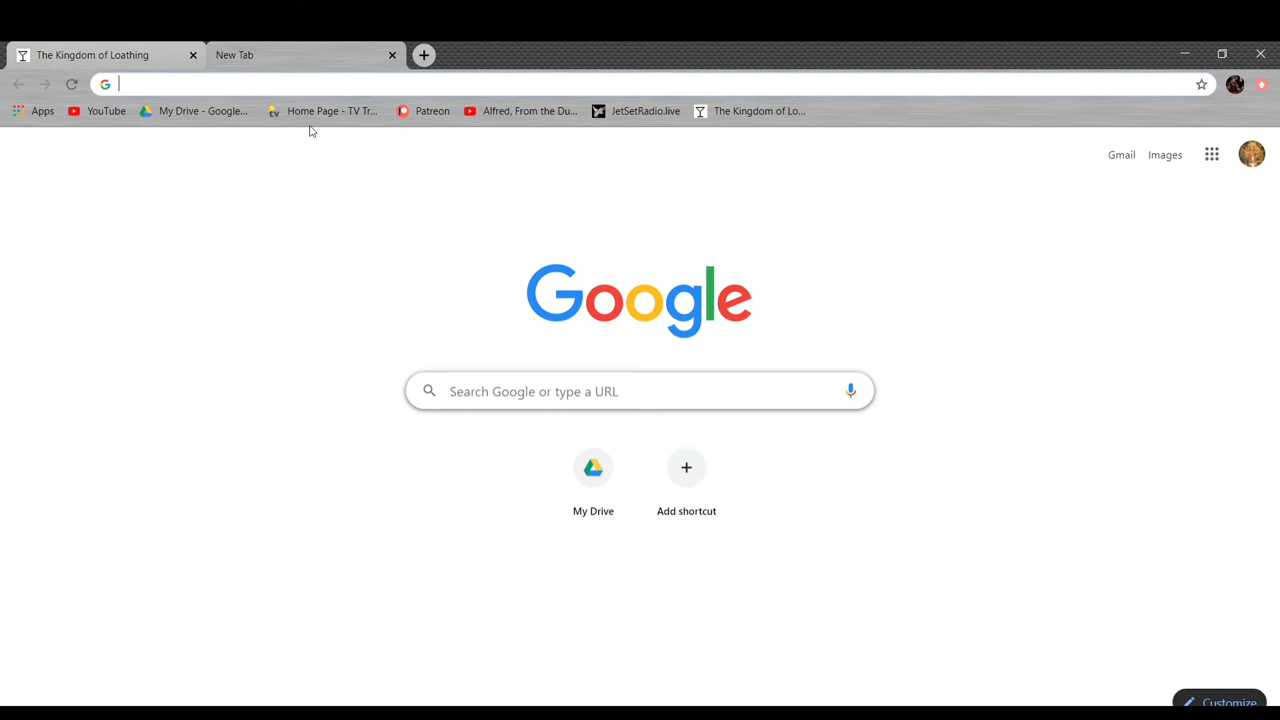 The Kingdom of Loathing
New Tab
Apps YouTube My Drive - Google... Home Page - TV Tr... Patreon Alfred, From the Du... JetSetRadio.live The Kingdom of Lo...
Gmail Images
Google
Search Google or type a URL
My Drive Add shortcut
Customize